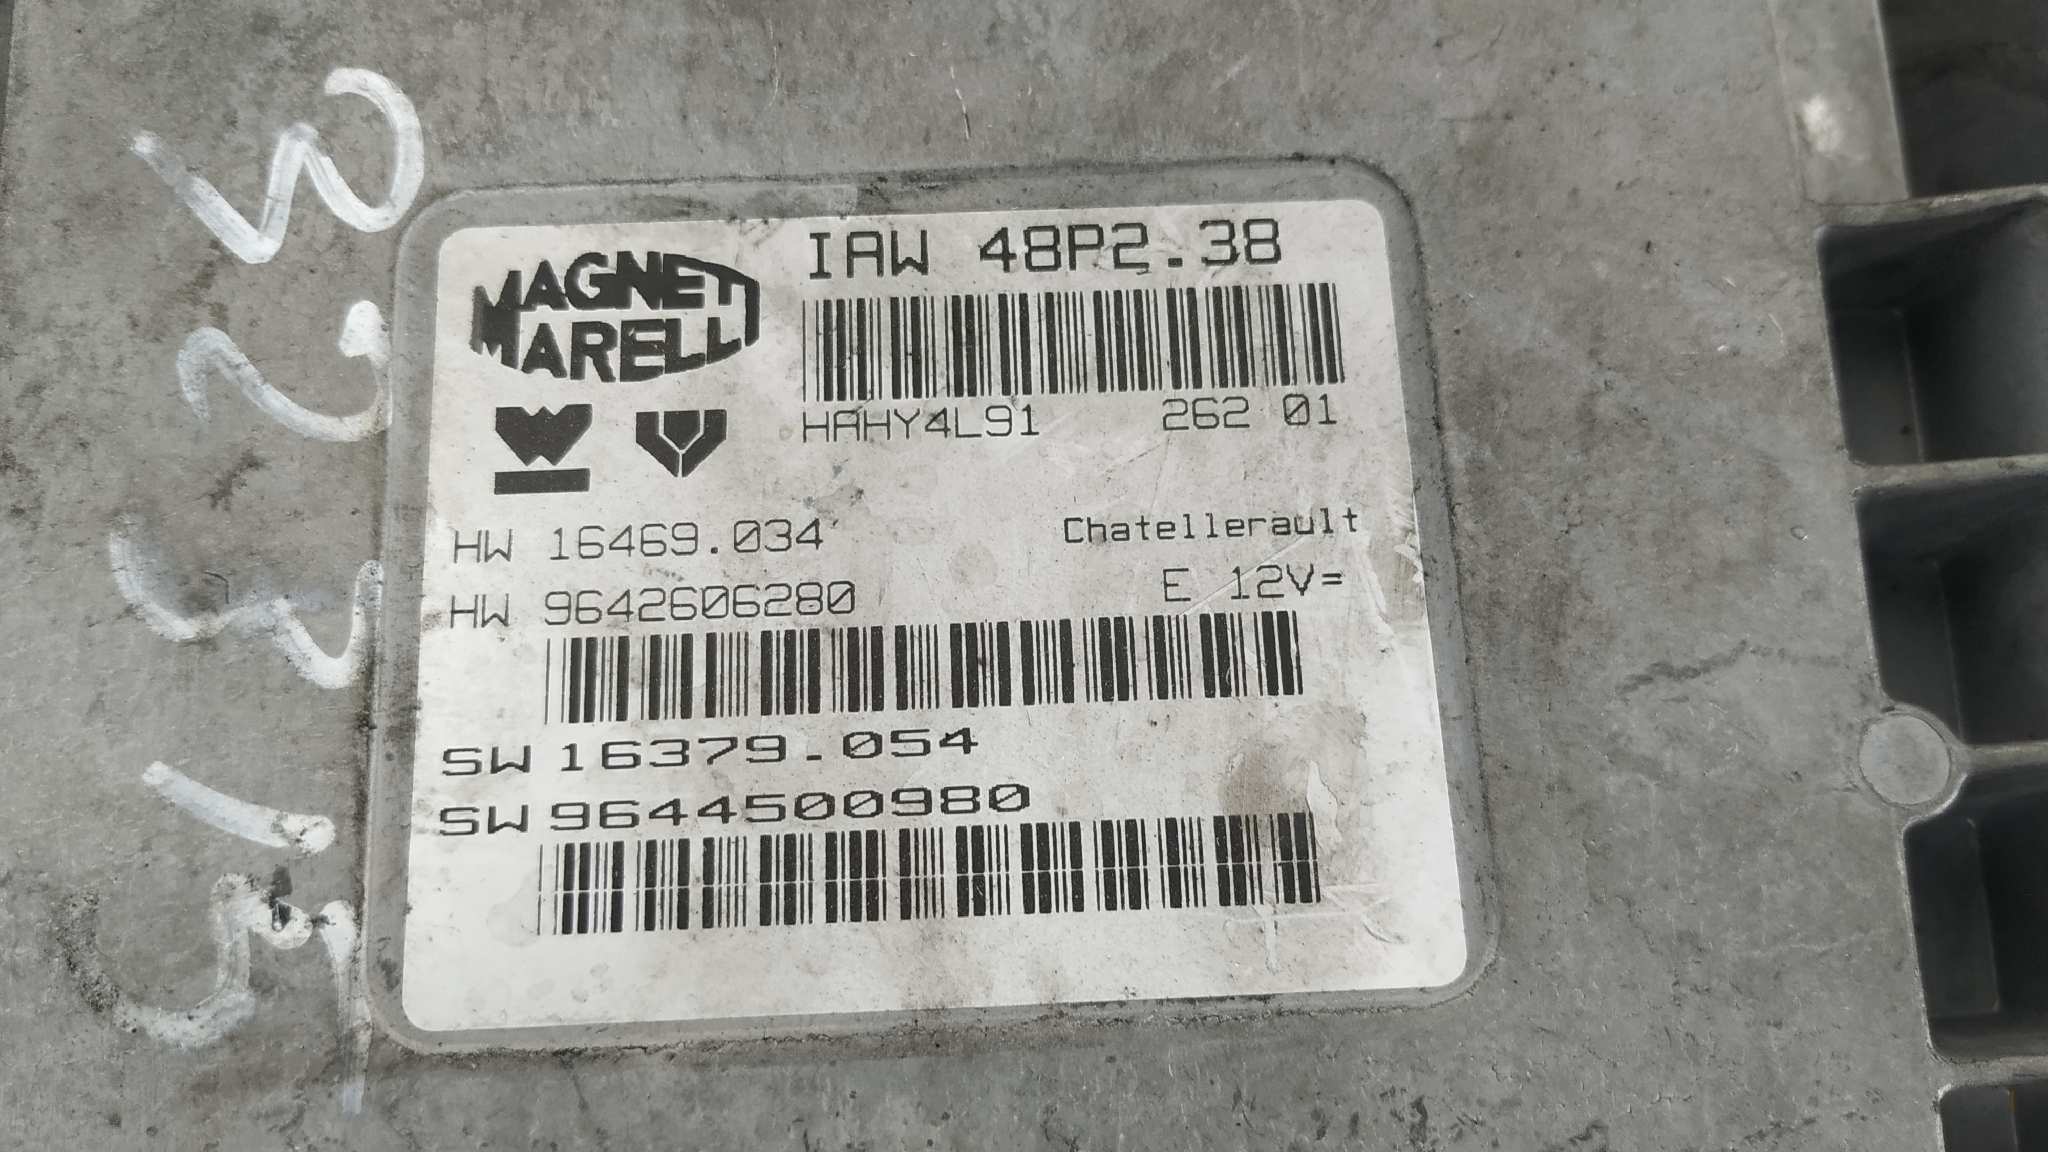 MAGNETI
MARELLI
IAW 48P2.38
HAHY4L91 262 01
HW 16469.034
Chatellerault
HW 9642606280
E 12V=
SW 16379.054
SW 9644500980